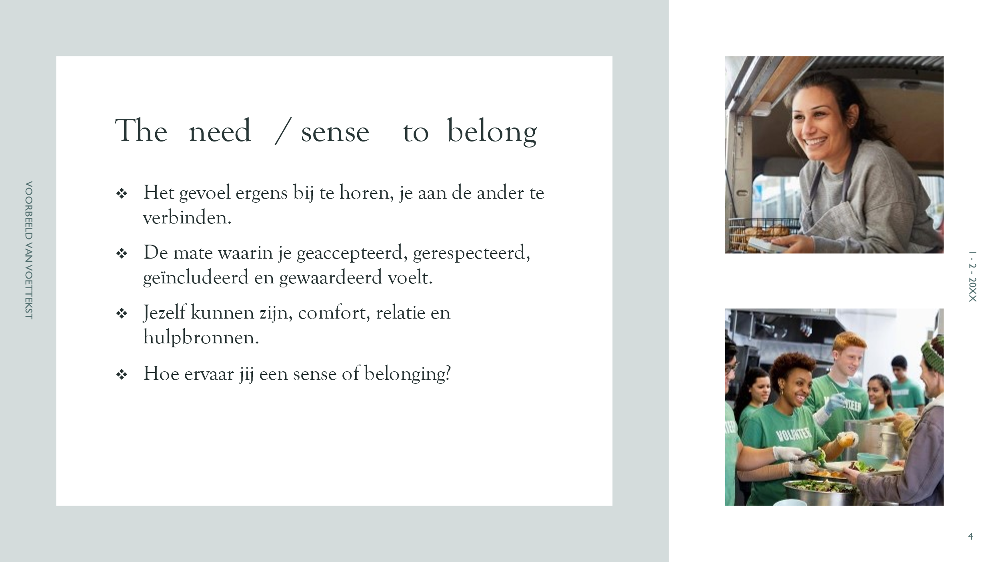 VOORBEELD VAN VOETTEKST
The need / sense to belong
❖ Het gevoel ergens bij te horen, je aan de ander te
verbinden.
❖ De mate waarin je geaccepteerd, gerespecteerd,
geïncludeerd en gewaardeerd voelt.
❖ Jezelf kunnen zijn, comfort, relatie en
hulpbronnen.
❖ Hoe ervaar jij een sense of belonging?
1 - 2 - 20XX
4